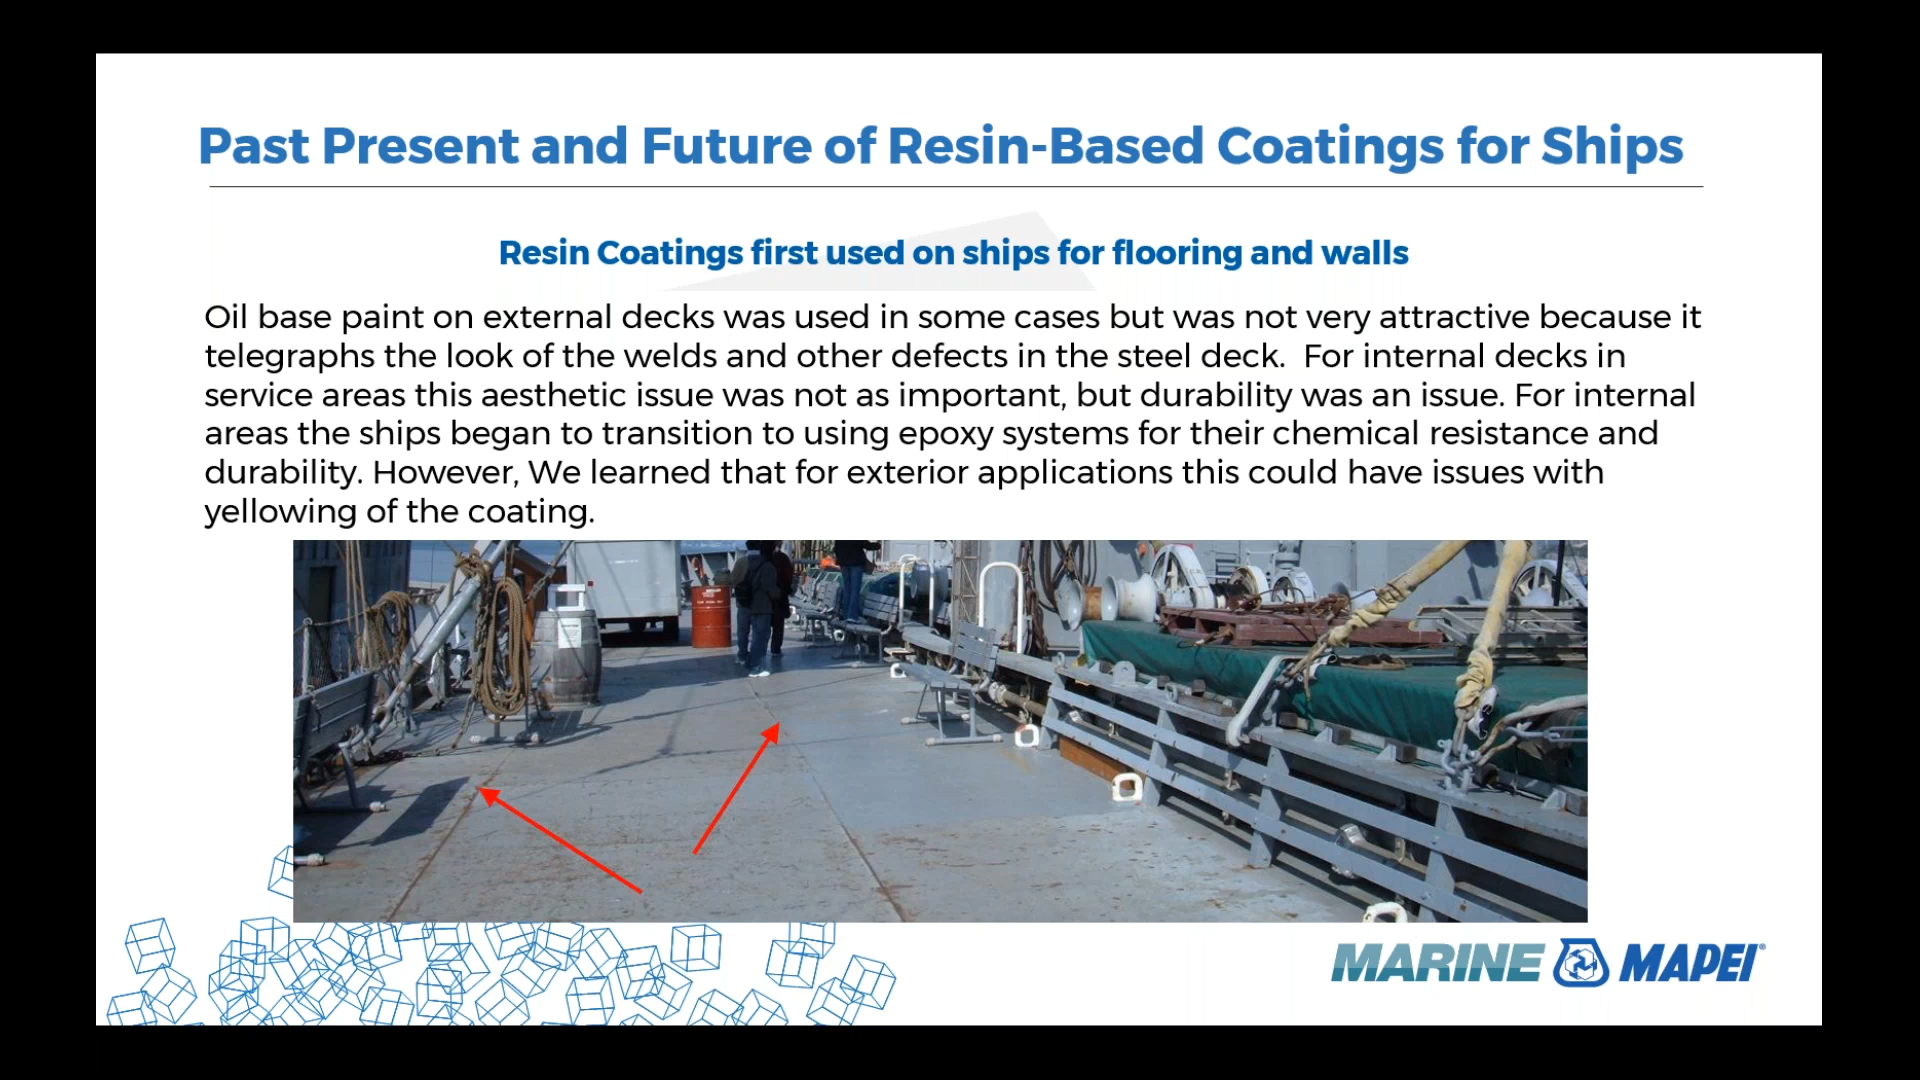 Past Present and Future of Resin-Based Coatings for Ships
Resin Coatings first used on ships for flooring and walls
Oil base paint on external decks was used in some cases but was not very attractive because it
telegraphs the look of the welds and other defects in the steel deck.  For internal decks in
service areas this aesthetic issue was not as important, but durability was an issue. For internal
areas the ships began to transition to using epoxy systems for their chemical resistance and
durability. However, We learned that for exterior applications this could have issues with
yellowing of the coating.
MARINE MAPEI®